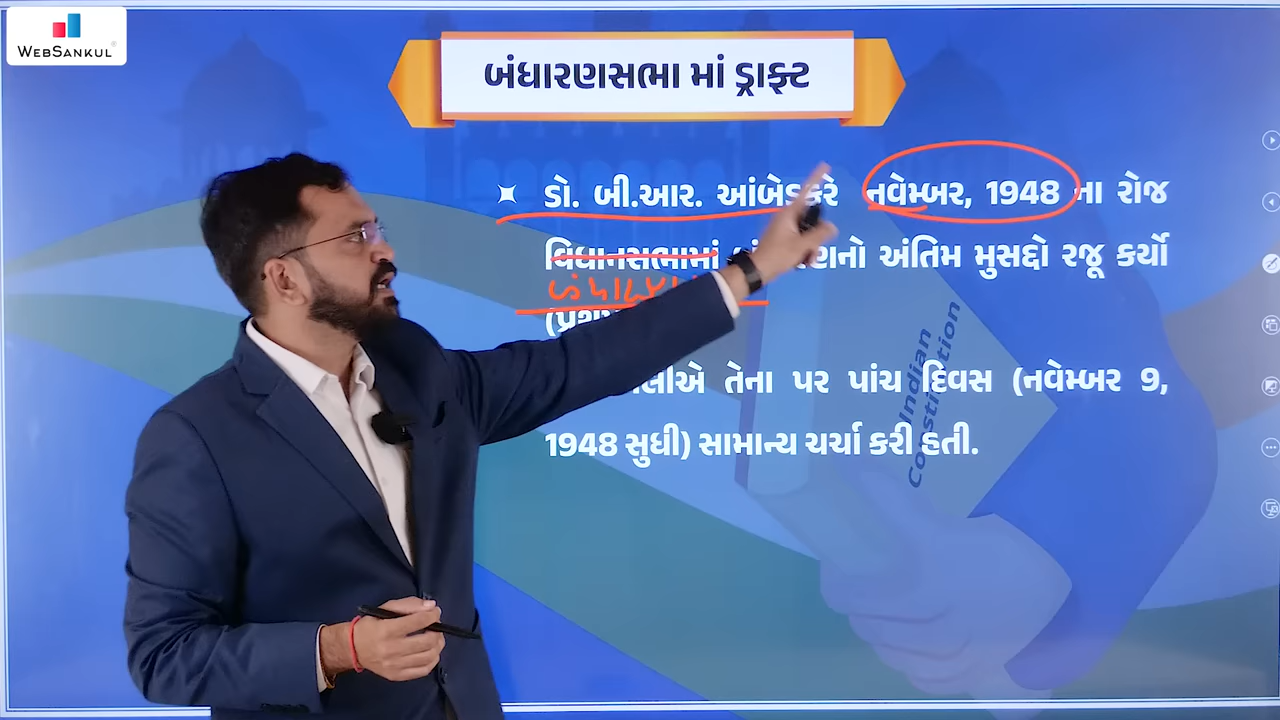 WEBSANKUL
બંધારણસભા માં ડ્રાફ્ટ
ડો. બી.આર. આંબેડકરે નવેમ્બર, 1948 ના રોજ
વિધાનસભામાં અંતિમ મુસદ્દો રજૂ કર્યો
તેના પર પાંચ દિવસ (નવેમ્બર 9,
1948 સુધી) સામાન્ય ચર્ચા કરી હતી.
Indian
Constitution